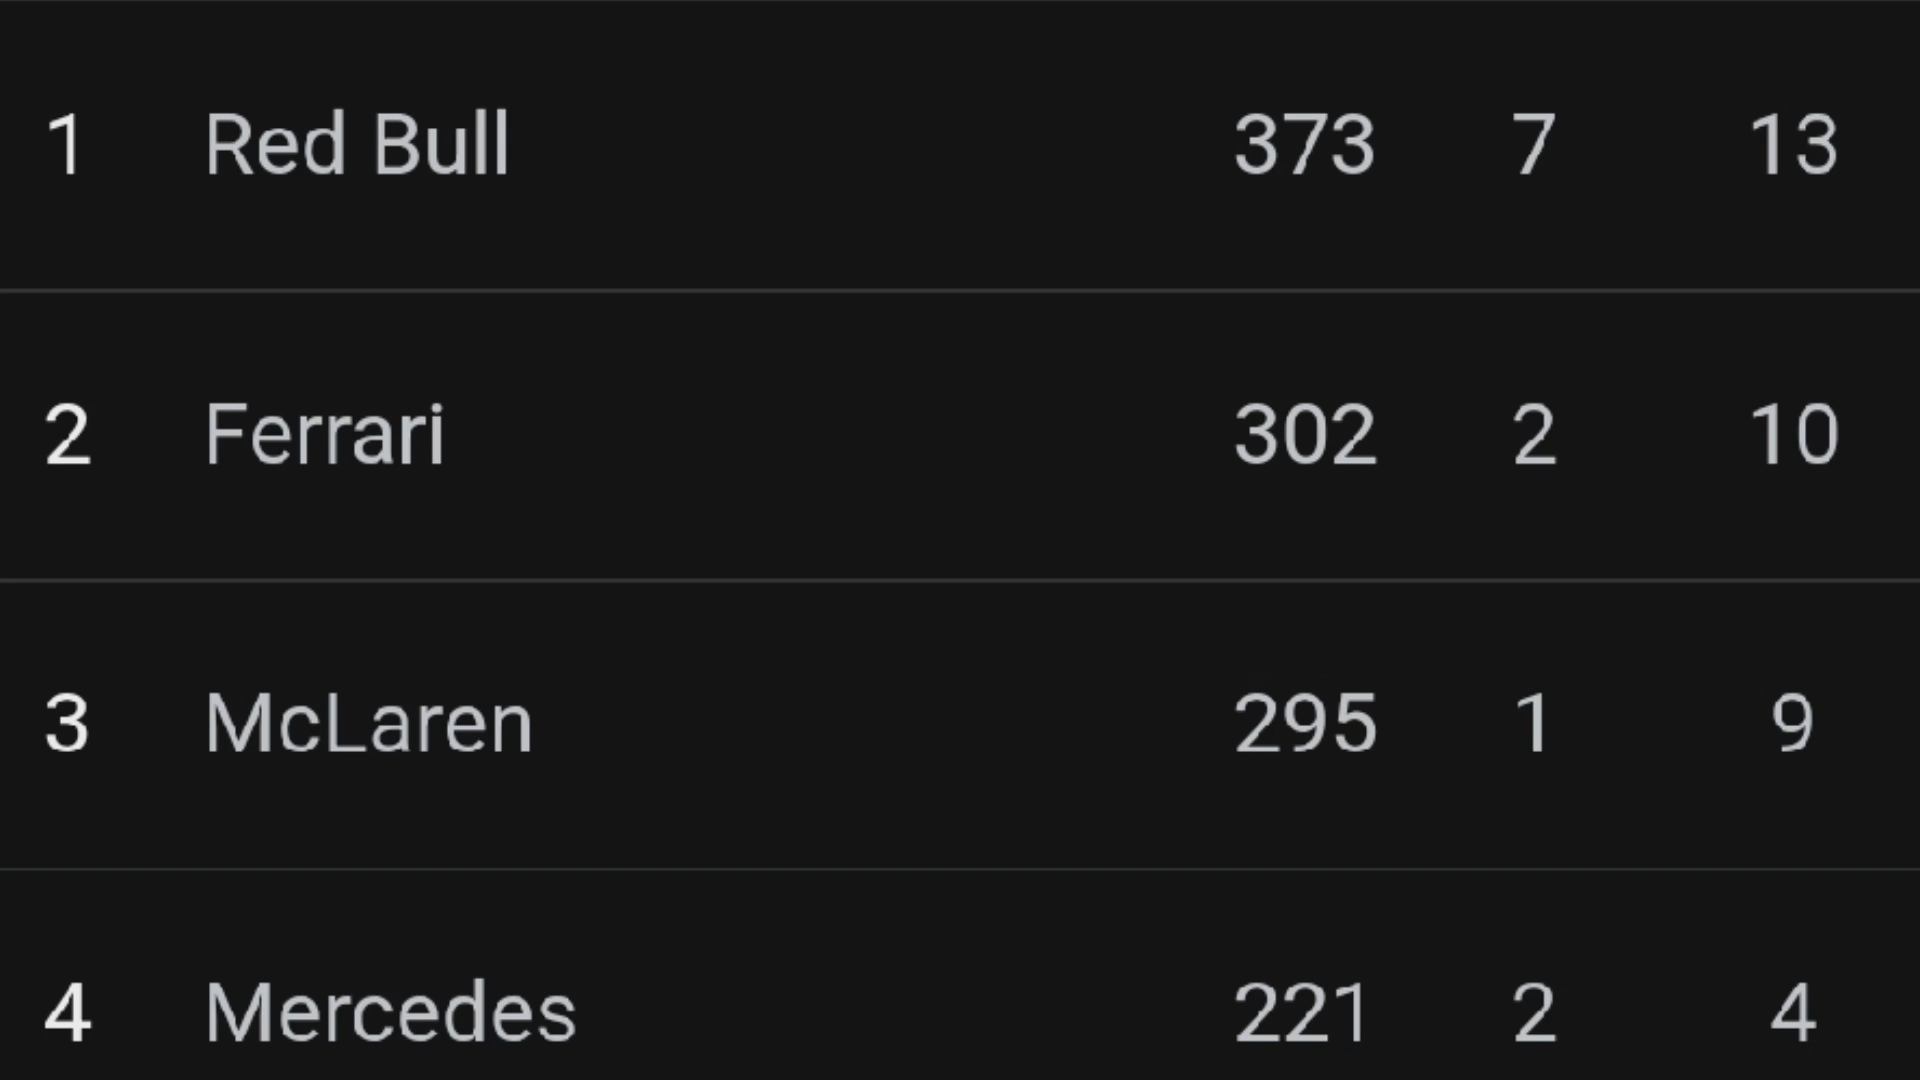 1 Red Bull 373 7 13
2 Ferrari 302 2 10
3 McLaren 295 1 9
4 Mercedes 221 2 4